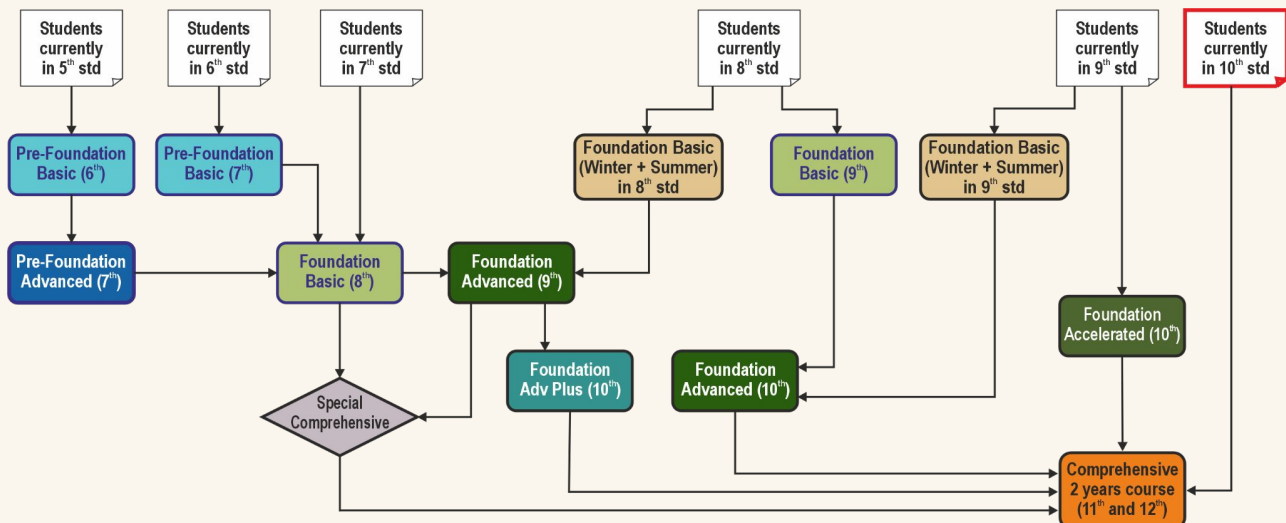 Students
currently
in 5th std
Students
currently
in 6th std
Students
currently
in 7th std
Students
currently
in 8th std
Students
currently
in 9th std
Students
currently
in 10th std
Pre-Foundation
Basic (6th)
Pre-Foundation
Basic (7th)
Foundation Basic
(Winter + Summer)
in 8th std
Foundation
Basic (9th)
Foundation Basic
(Winter + Summer)
in 9th std
Pre-Foundation
Advanced (7th)
Foundation
Basic (8th)
Foundation
Advanced (9th)
Foundation
Accelerated (10th)
Foundation
Adv Plus (10th)
Foundation
Advanced (10th)
Special
Comprehensive
Comprehensive
2 years course
(11th and 12th)